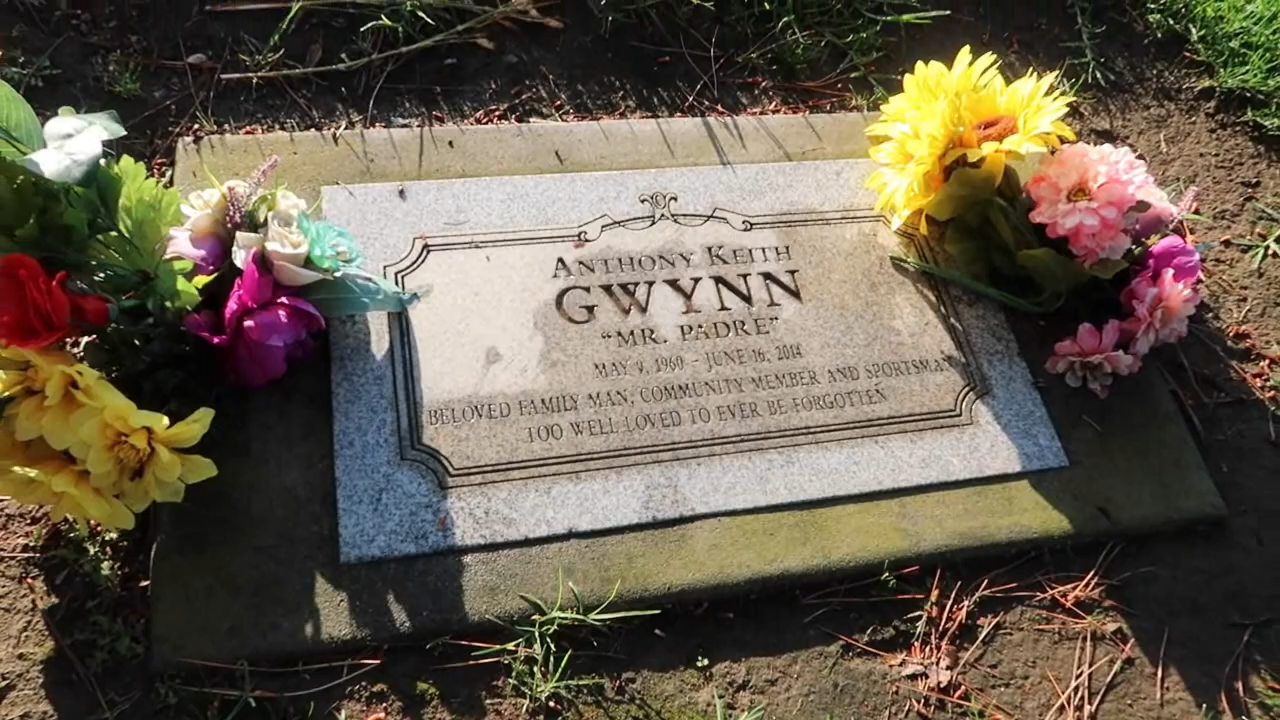 ANTHONY KEITH
GWYNN
"MR. PADRE"
MAY 9, 1960 - JUNE 16, 2014
BELOVED FAMILY MAN, COMMUNITY MEMBER AND SPORTSMAN
TOO WELL LOVED TO EVER BE FORGOTTEN